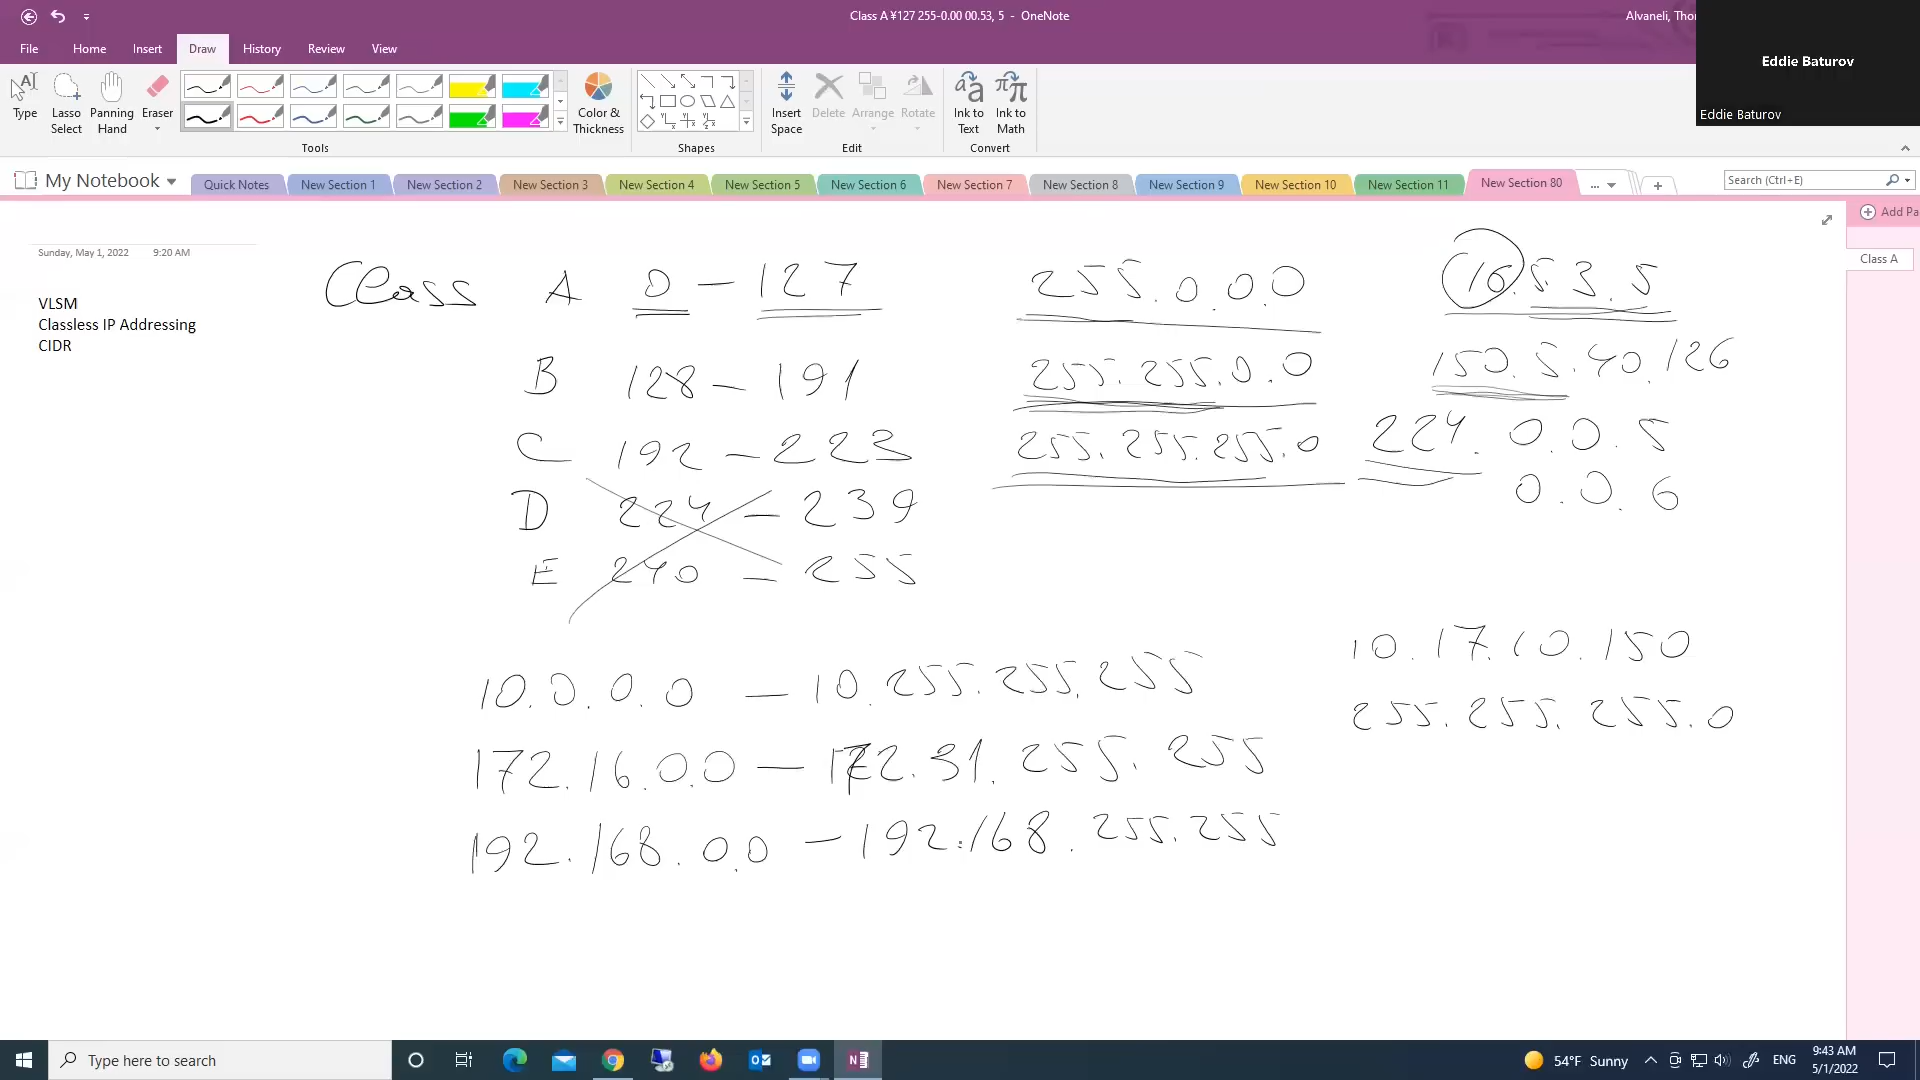 Class A ¥127 255-0.00 00.53, 5 - OneNote
Alvaneli, Thor
Eddie Baturov
Eddie Baturov
File Home Insert Draw History Review View
Type Lasso Select Panning Hand Eraser Color & Thickness Insert Space Delete Arrange Rotate Ink to Text Ink to Math
Tools Shapes Edit Convert
My Notebook Quick Notes New Section 1 New Section 2 New Section 3 New Section 4 New Section 5 New Section 6 New Section 7 New Section 8 New Section 9 New Section 10 New Section 11 New Section 80 ... Search (Ctrl+E)
Add Pa
Class A
Sunday, May 1, 2022 9:20 AM
VLSM
Classless IP Addressing
CIDR
Class A 0 - 127 255.0.0.0 10.5.3.5
B 128 - 191 255.255.0.0 150.5.40.126
C 192 - 223 255.255.255.0 224.0.0.5
D 224 - 239 0.0.6
E 240 - 255
10.0.0.0 - 10.255.255.255 10.17.10.150
255.255.255.0
172.16.0.0 - 172.31.255.255
192.168.0.0 - 192.168.255.255
Type here to search
54°F Sunny ENG 9:43 AM
5/1/2022